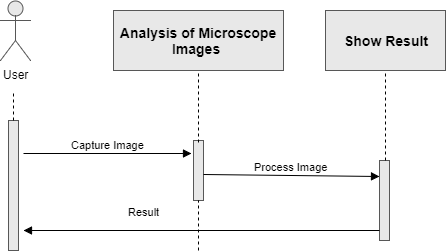 Analysis of Microscope
Images
Show Result
User
Capture Image
Process Image
Result